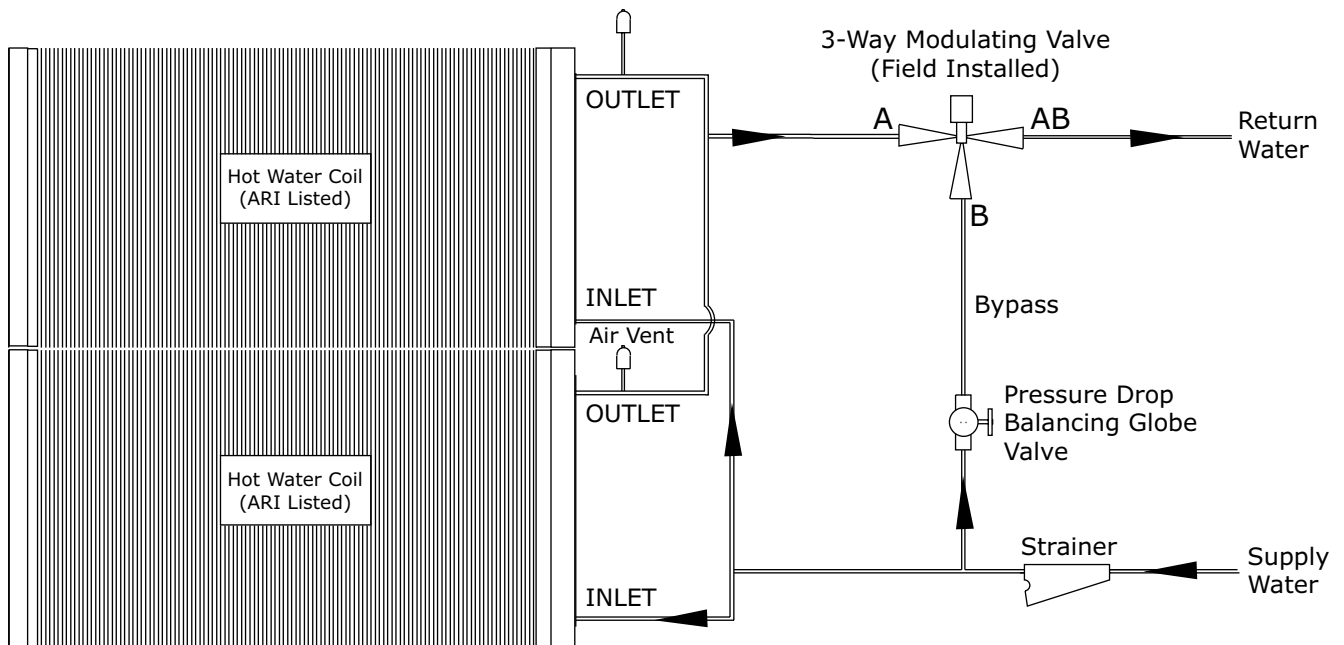 3-Way Modulating Valve
(Field Installed)
OUTLET
A
AB
Return
Water
Hot Water Coil
(ARI Listed)
B
INLET
Bypass
Air Vent
OUTLET
Pressure Drop
Balancing Globe
Valve
Hot Water Coil
(ARI Listed)
Strainer
Supply
Water
INLET